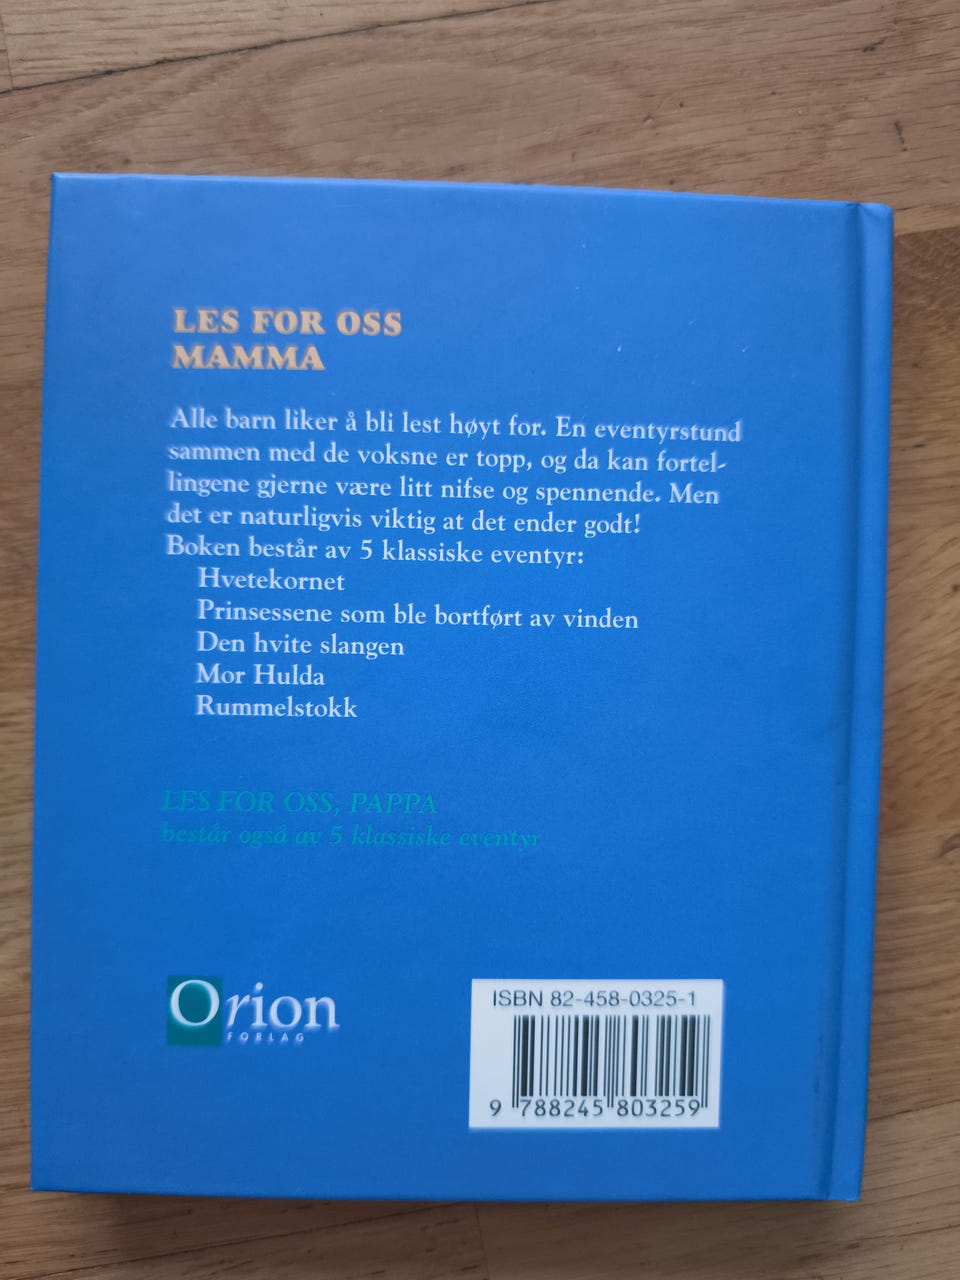 LES FOR OSS
MAMMA
Alle barn liker å bli lest høyt for. En eventyrstund
sammen med de voksne er topp, og da kan fortel-
lingene gjerne være litt nifse og spennende. Men
det er naturligvis viktig at det ender godt!
Boken består av 5 klassiske eventyr:
Hvetekornet
Prinsessene som ble bortført av vinden
Den hvite slangen
Mor Hulda
Rummelstokk
LES FOR OSS, PAPPA
består også av 5 klassiske eventyr
Orion
FORLAG
ISBN 82-458-0325-1
9 788245 803259